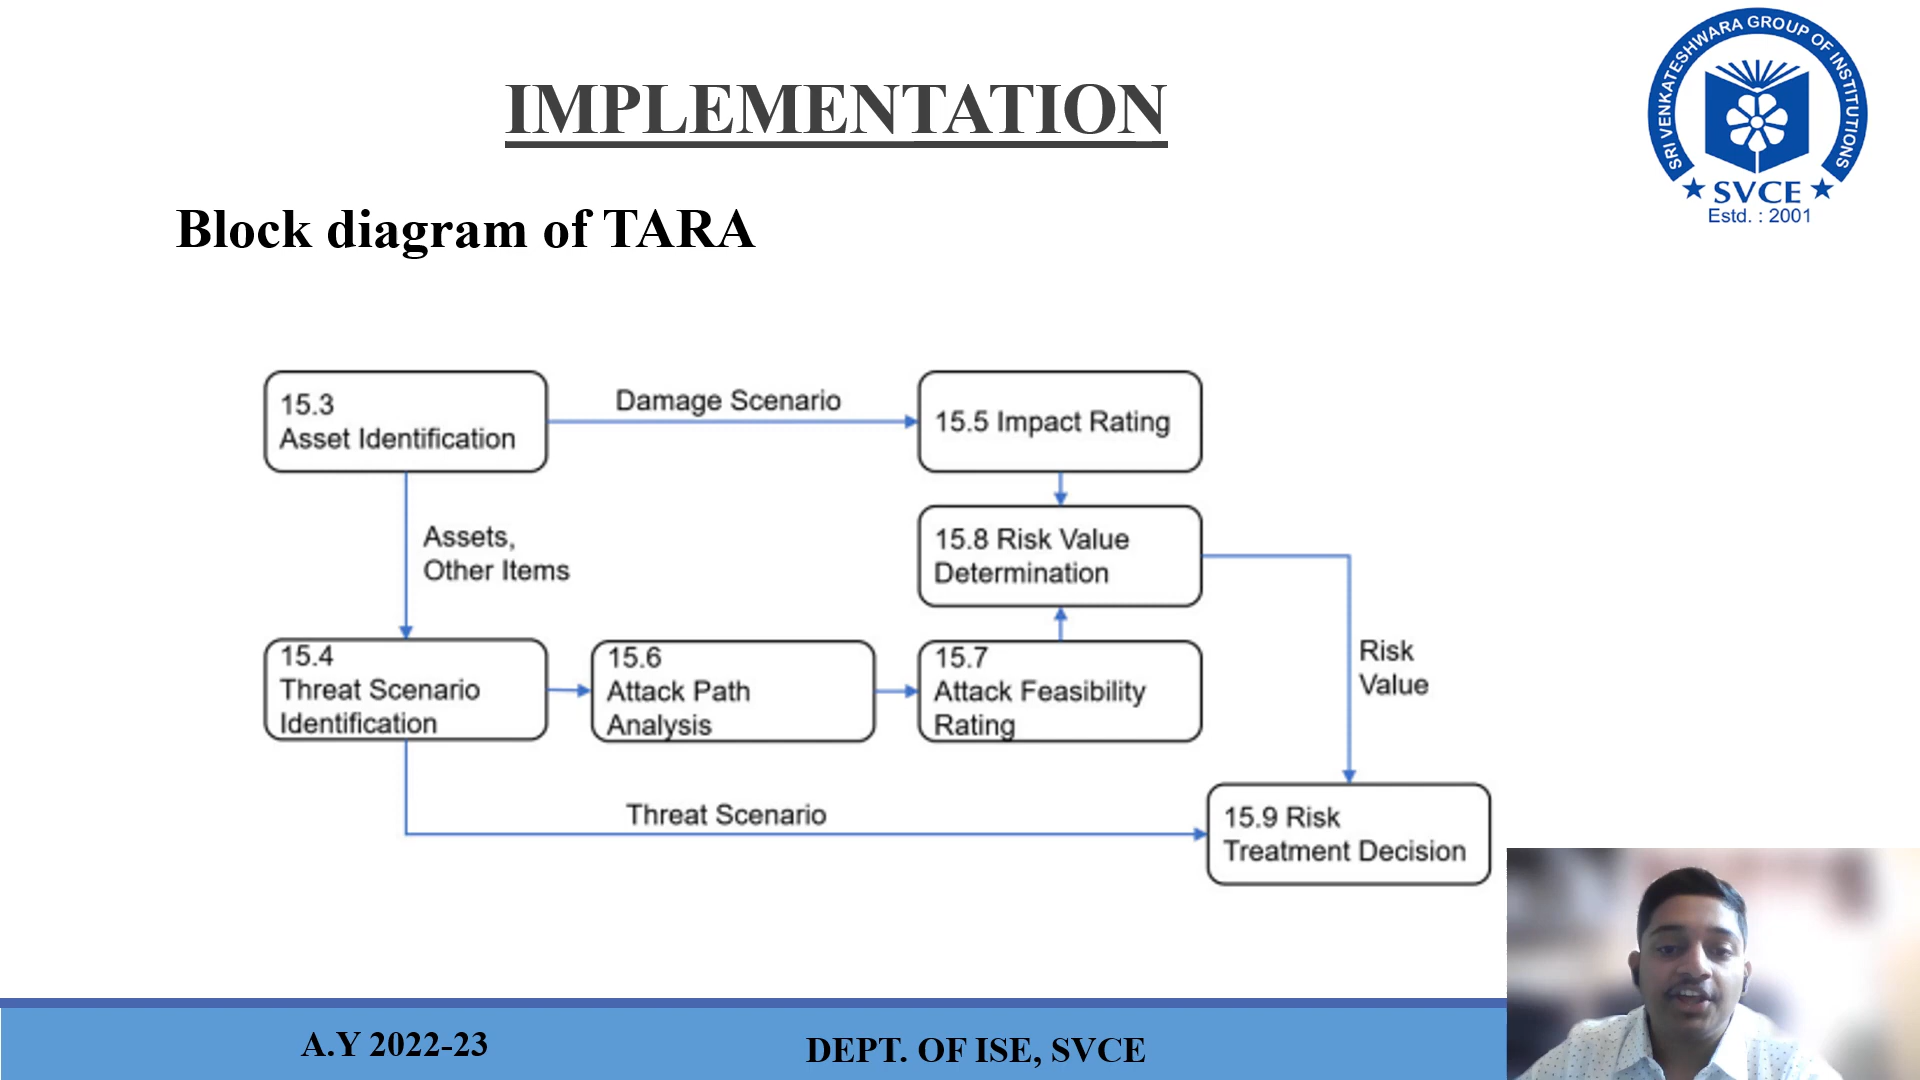 IMPLEMENTATION
SRI VENKATESHWARA GROUP OF INSTITUTIONS
SVCE
Estd. : 2001
Block diagram of TARA
15.3
Asset Identification
Damage Scenario
15.5 Impact Rating
Assets,
Other Items
15.8 Risk Value
Determination
15.4
Threat Scenario
Identification
15.6
Attack Path
Analysis
15.7
Attack Feasibility
Rating
Risk
Value
Threat Scenario
15.9 Risk
Treatment Decision
A.Y 2022-23
DEPT. OF ISE, SVCE